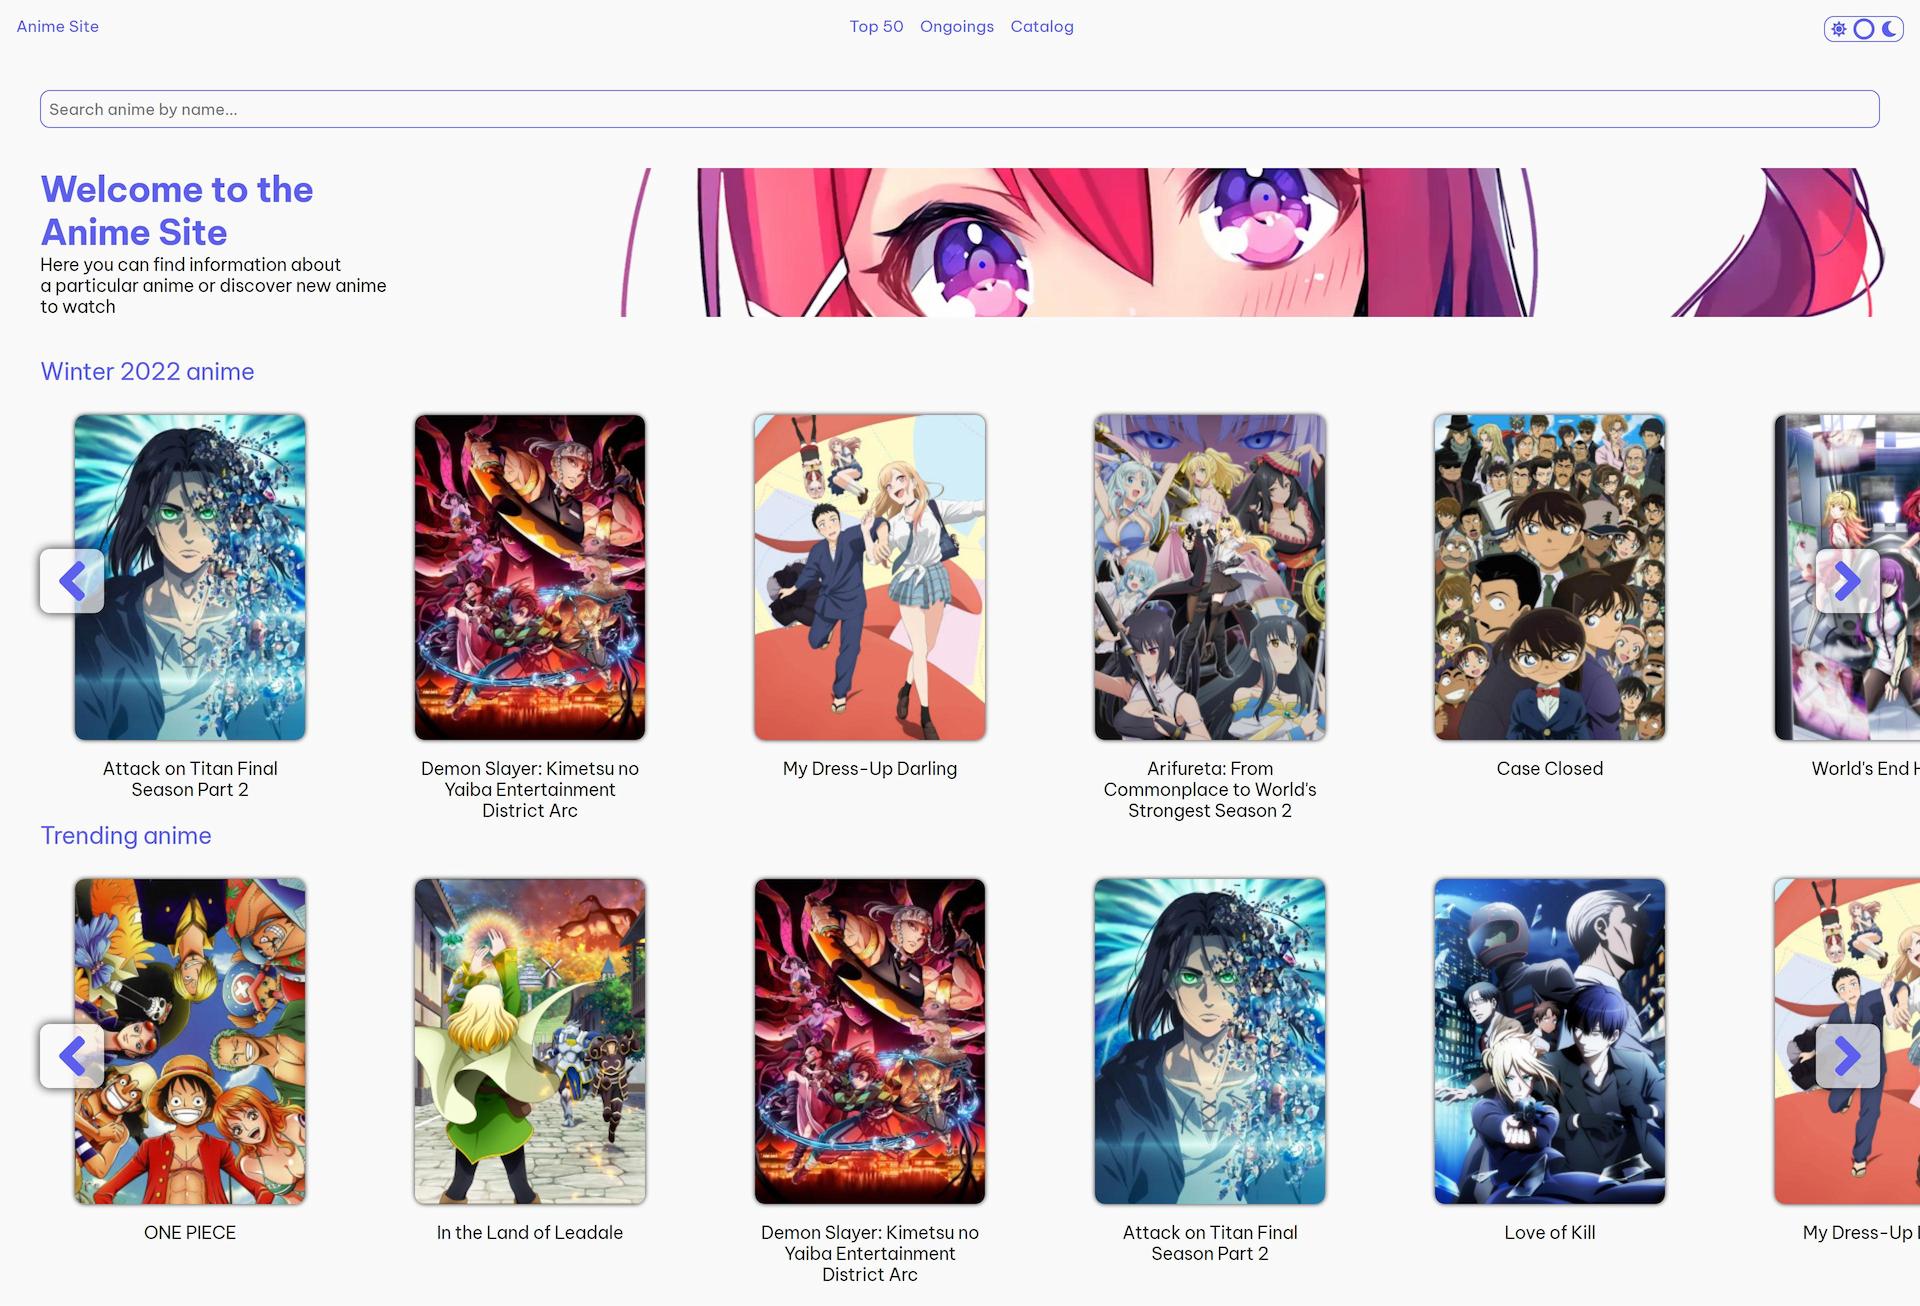 Anime Site
Top 50 Ongoings Catalog
Search anime by name...
Welcome to the
Anime Site
Here you can find information about
a particular anime or discover new anime
to watch
Winter 2022 anime
Attack on Titan Final
Season Part 2
Demon Slayer: Kimetsu no
Yaiba Entertainment
District Arc
My Dress-Up Darling
Arifureta: From
Commonplace to World's
Strongest Season 2
Case Closed
World's End
Trending anime
ONE PIECE
In the Land of Leadale
Demon Slayer: Kimetsu no
Yaiba Entertainment
District Arc
Attack on Titan Final
Season Part 2
Love of Kill
My Dress-Up